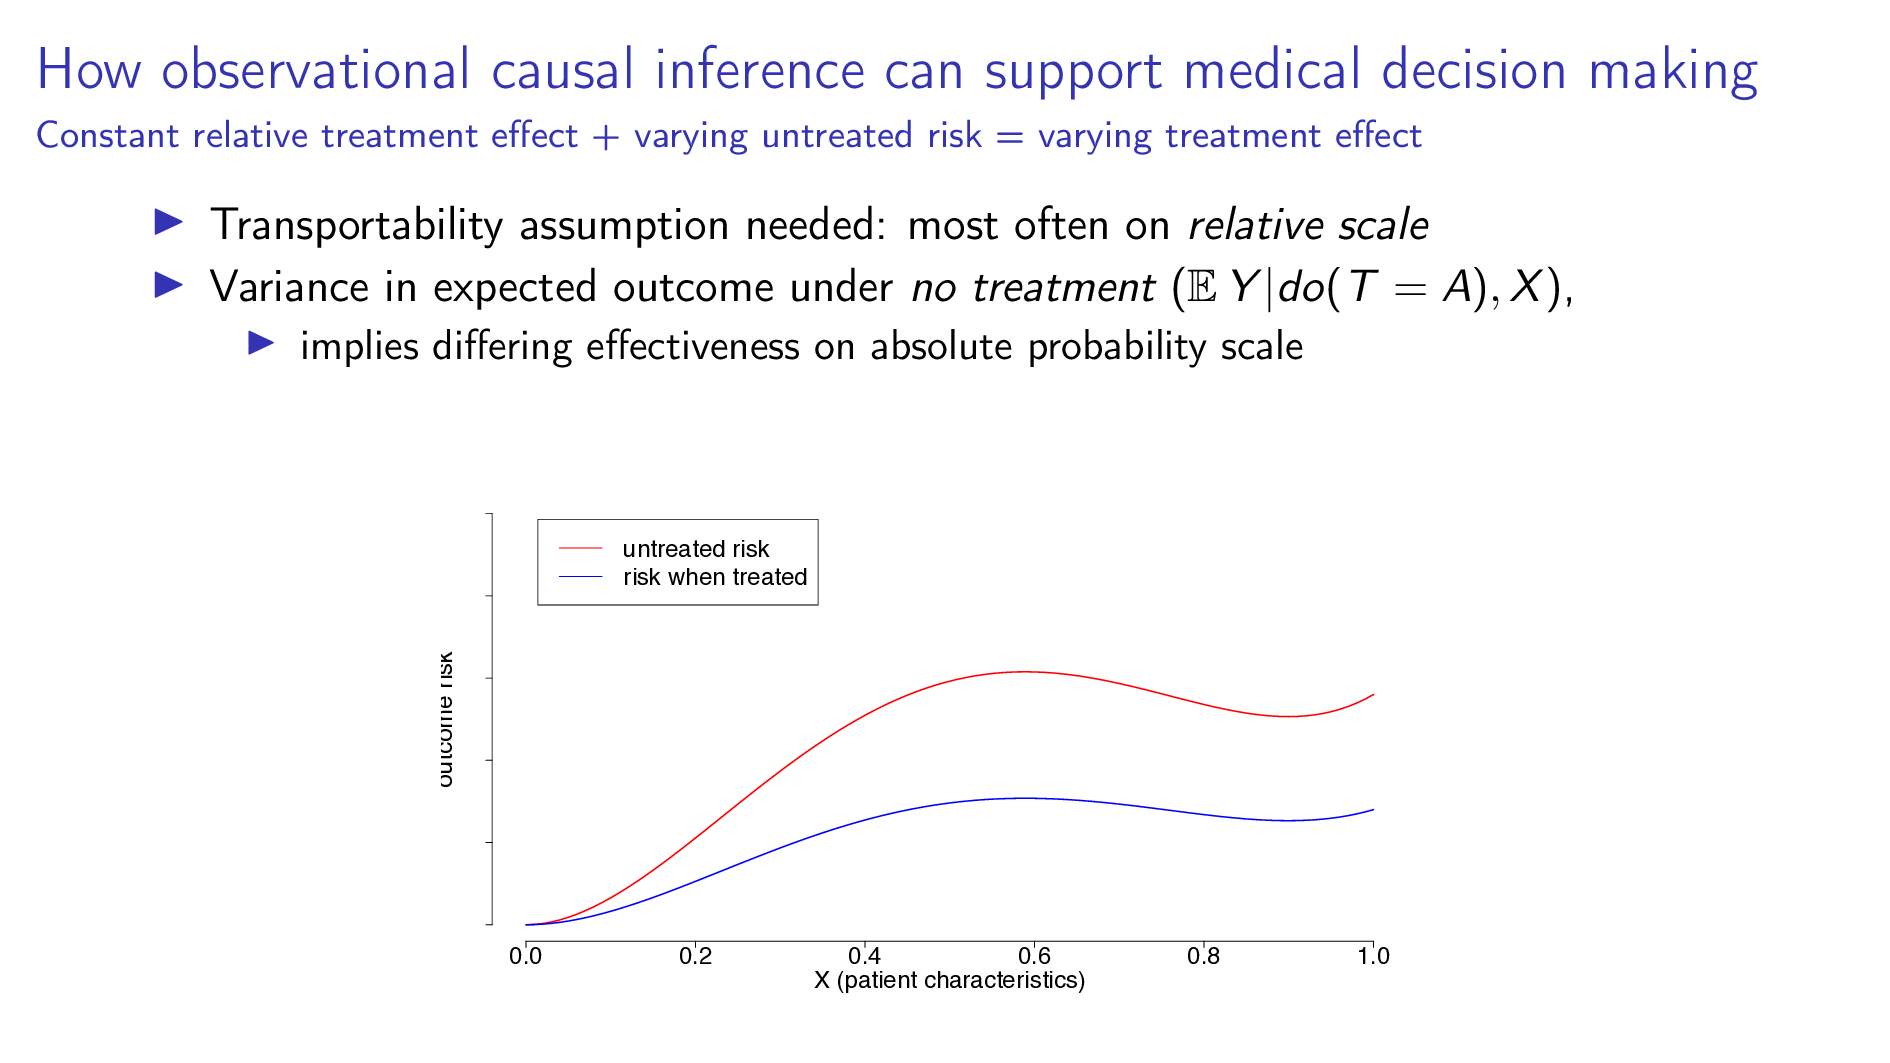 How observational causal inference can support medical decision making
Constant relative treatment effect + varying untreated risk = varying treatment effect
Transportability assumption needed: most often on relative scale
Variance in expected outcome under no treatment (𝔼 Y|do(T = A), X),
implies differing effectiveness on absolute probability scale
untreated risk
risk when treated
outcome risk
0.0 0.2 0.4 0.6 0.8 1.0
X (patient characteristics)